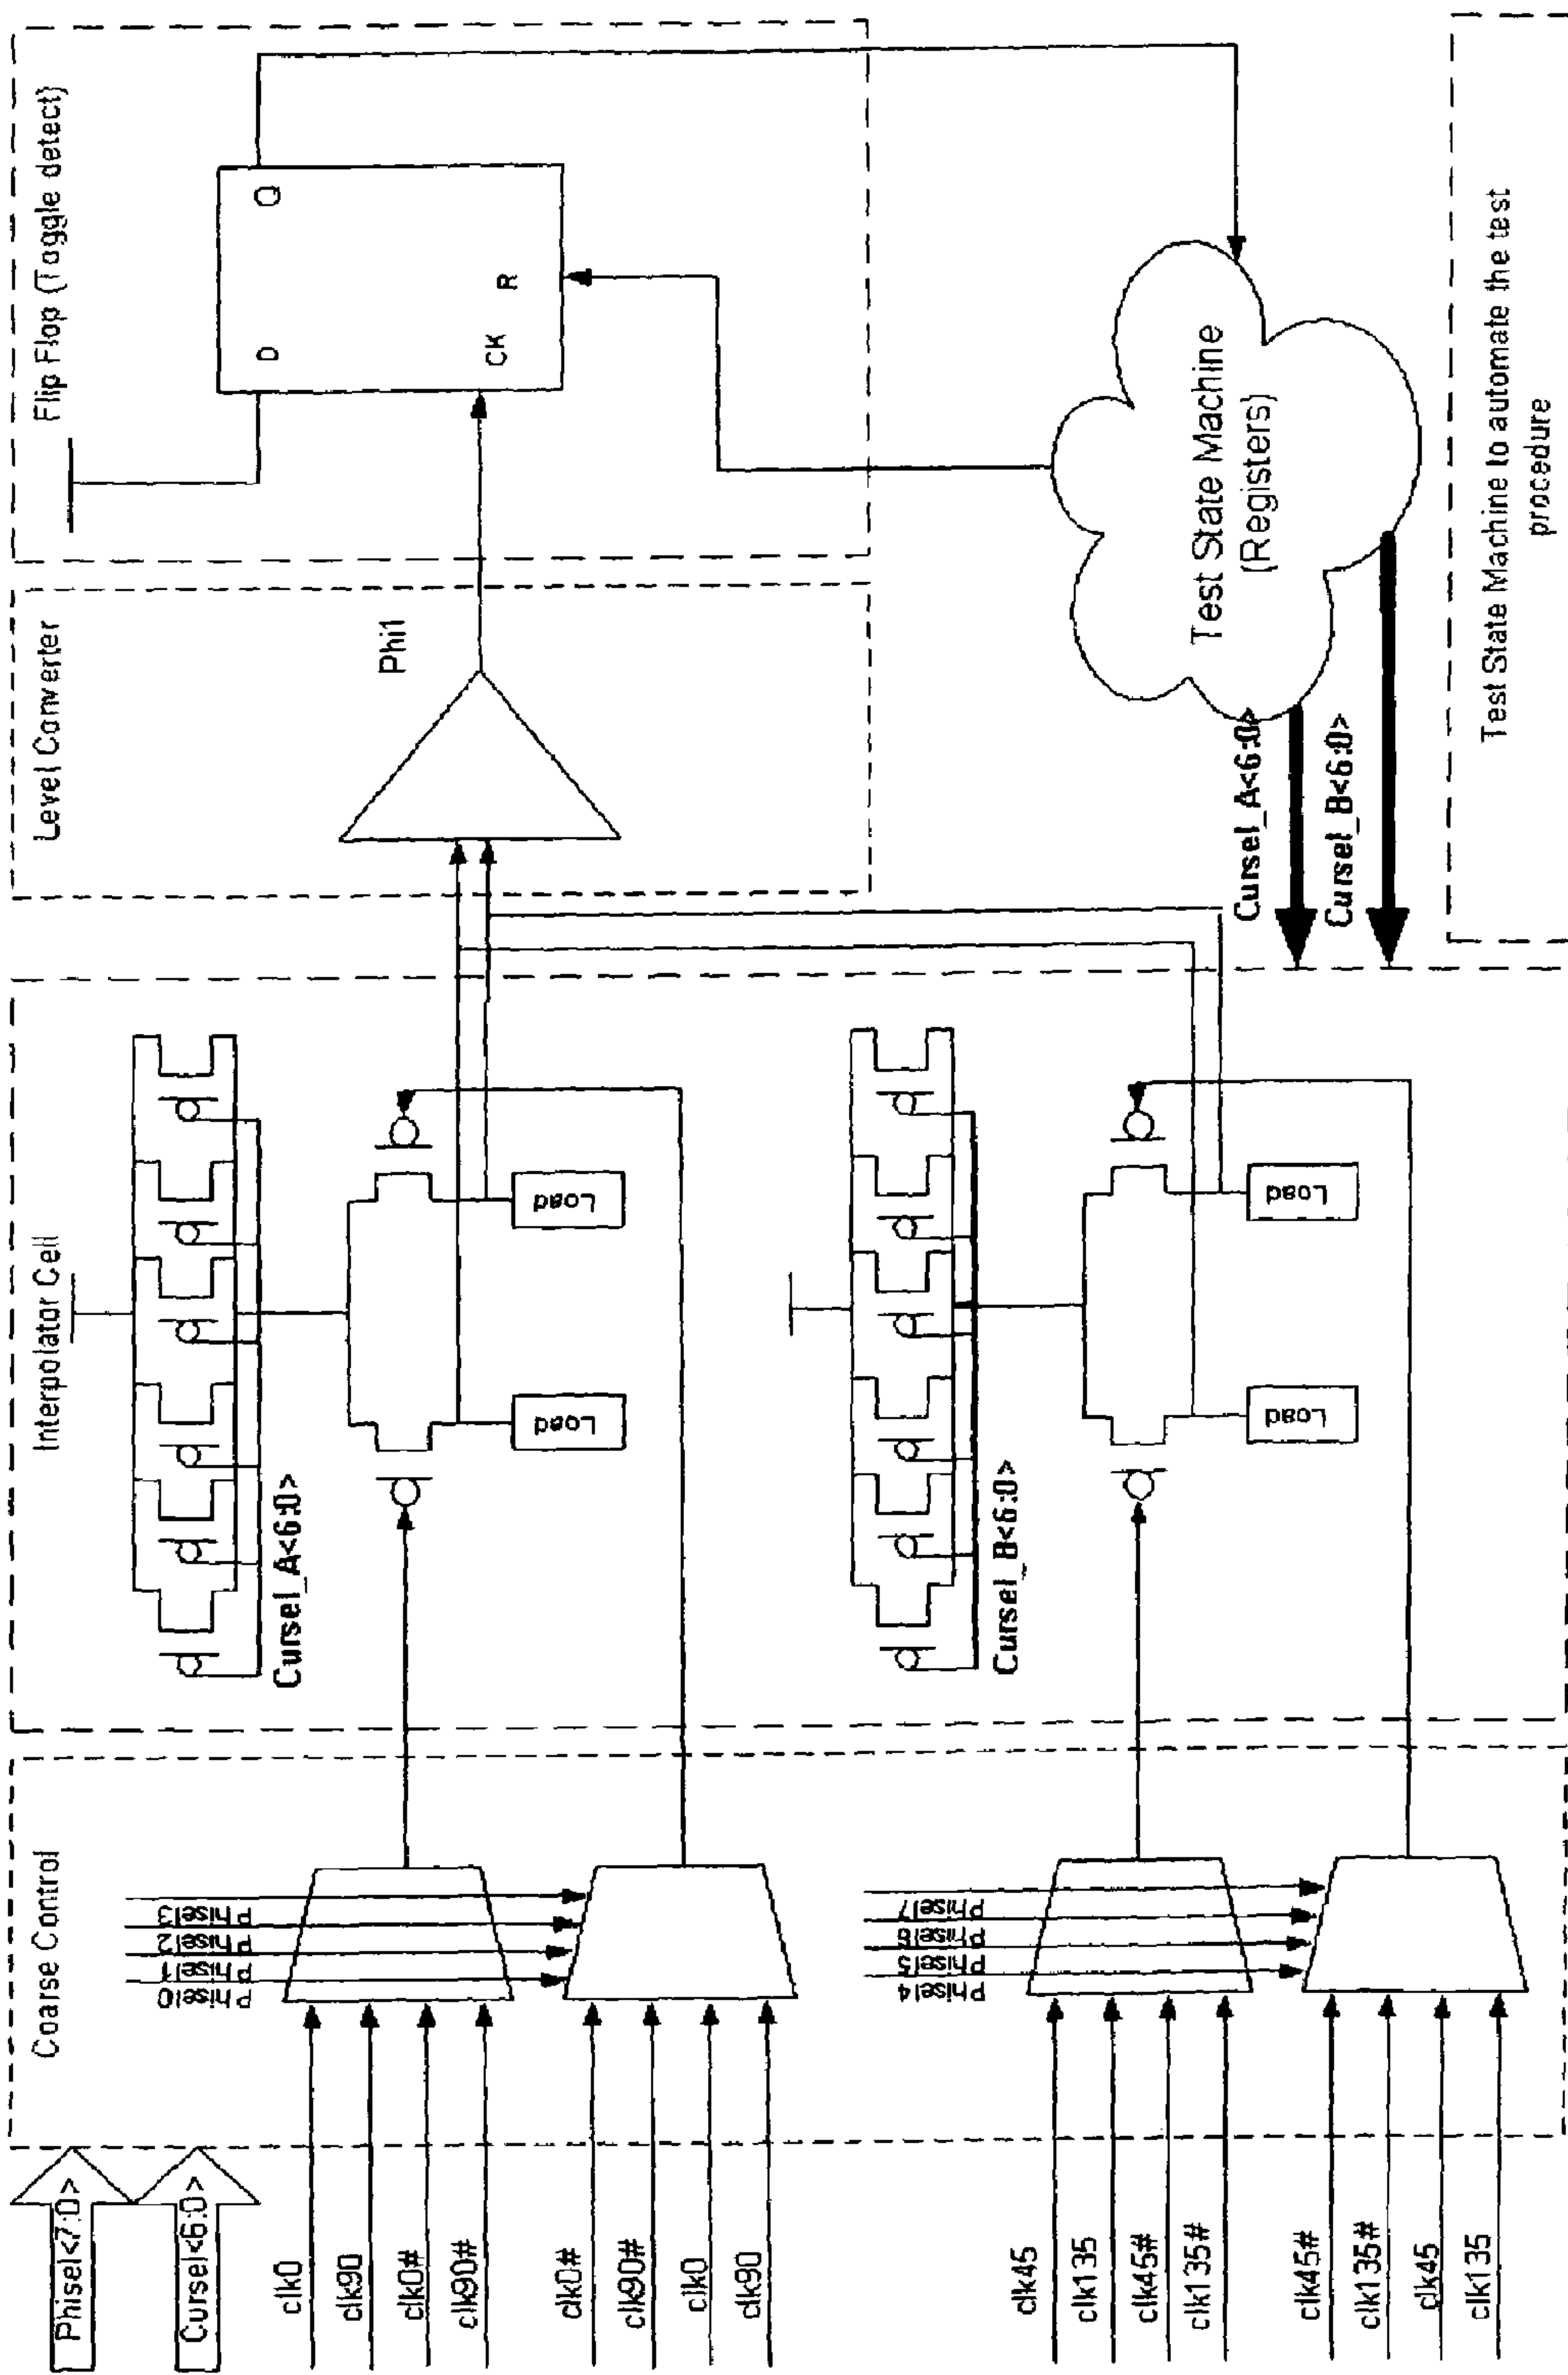 Phisel<7:0>
Cursel<6:0>
clk0
clk90
clk0#
clk90#
clk0#
clk90#
clk0
clk90
clk45
clk135
clk45#
clk135#
clk45#
clk135#
clk45
clk135
Coarse Control
Phisel0
Phisel1
Phisel2
Phisel3
Phisel4
Phisel5
Phisel6
Phisel7
Interpolator Cell
Cursel_A<6:0>
Load
Load
Cursel_B<6:0>
Load
Load
Level Converter
Phi1
Flip Flop (Toggle detect)
D
Q
CK
R
Test State Machine
(Registers)
Cursel_A<6:0>
Cursel_B<6:0>
Test State Machine to automate the test
procedure